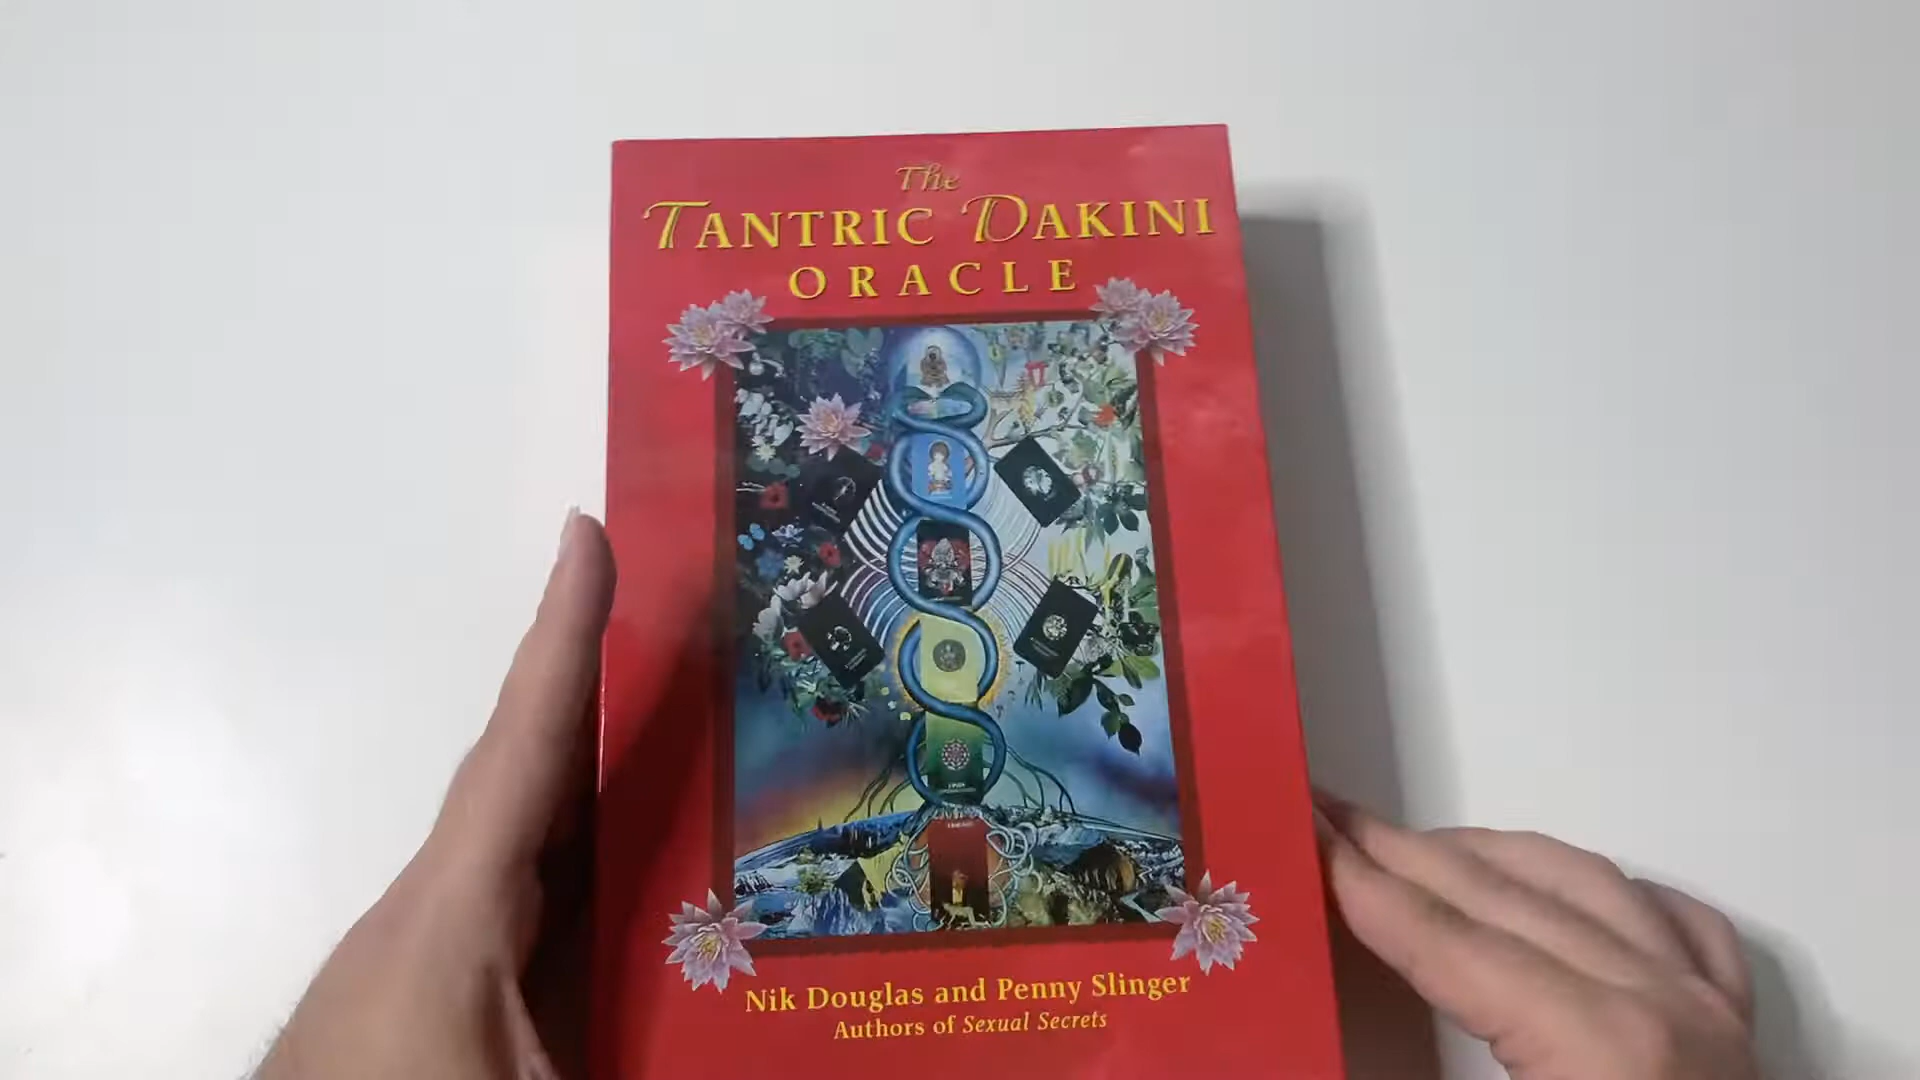 The
TANTRIC DAKINI
ORACLE
Nik Douglas and Penny Slinger
Authors of Sexual Secrets